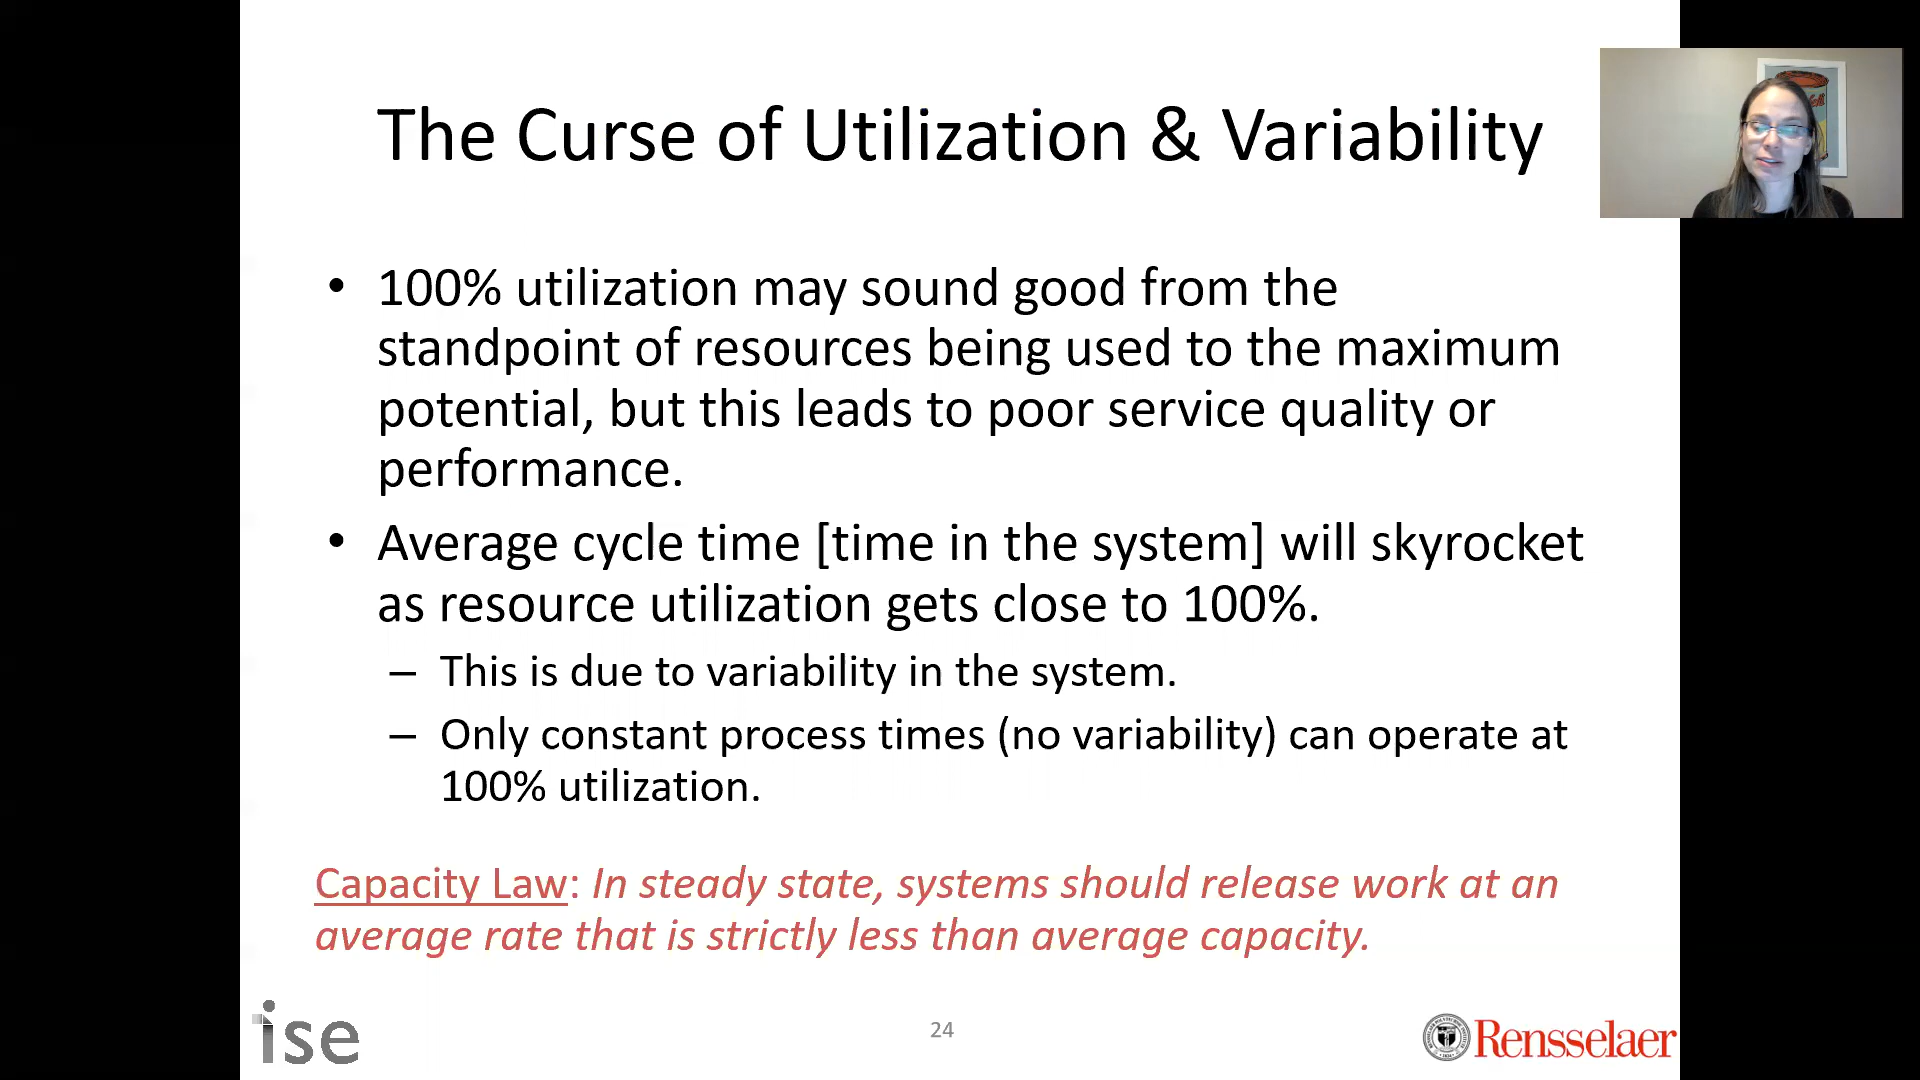 The Curse of Utilization & Variability
• 100% utilization may sound good from the
standpoint of resources being used to the maximum
potential, but this leads to poor service quality or
performance.
• Average cycle time [time in the system] will skyrocket
as resource utilization gets close to 100%.
– This is due to variability in the system.
– Only constant process times (no variability) can operate at
100% utilization.
Capacity Law: In steady state, systems should release work at an
average rate that is strictly less than average capacity.
ise
24
Rensselaer